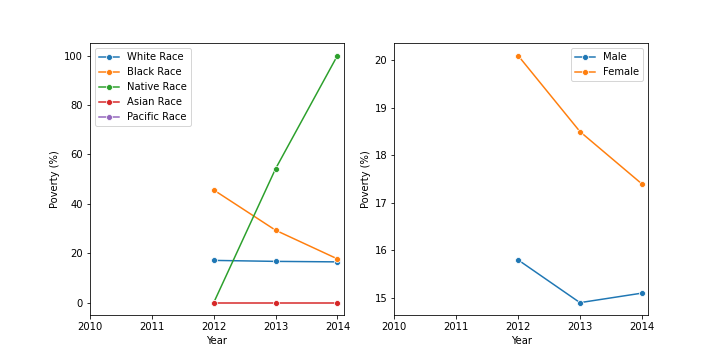 White Race
Black Race
Native Race
Asian Race
Pacific Race
100
80
60
40
20
0
Poverty (%)
2010 2011 2012 2013 2014
Year
Male
Female
20
19
18
17
16
15
Poverty (%)
2010 2011 2012 2013 2014
Year